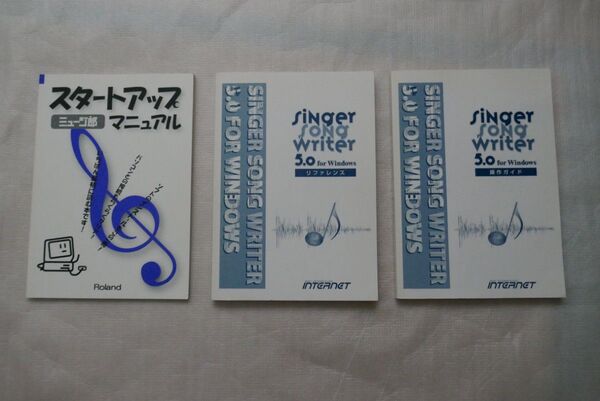 スタートアップ
ミュージ郎
マニュアル
Roland
SINGER SONG WRITER
5.0 FOR WINDOWS
Singer
Song
Writer
5.0 for Windows
リファレンス
INTERNET
SINGER SONG WRITER
5.0 FOR WINDOWS
Singer
Song
Writer
5.0 for Windows
操作ガイド
INTERNET